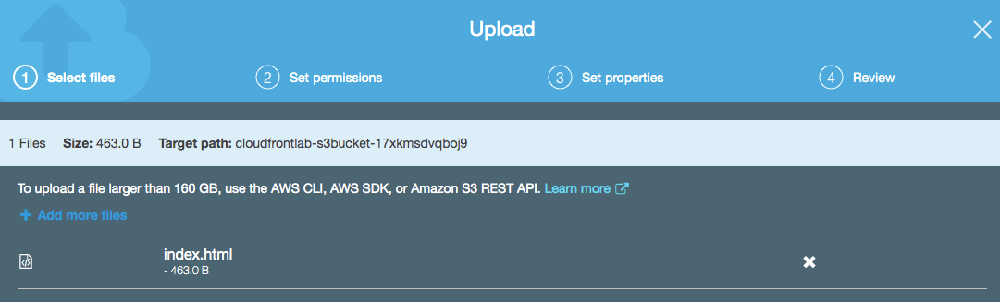 Upload
1 Select files 2 Set permissions 3 Set properties 4 Review
1 Files Size: 463.0 B Target path: cloudfrontlab-s3bucket-17xkmsdvqboj9
To upload a file larger than 160 GB, use the AWS CLI, AWS SDK, or Amazon S3 REST API. Learn more
+ Add more files
index.html
- 463.0 B